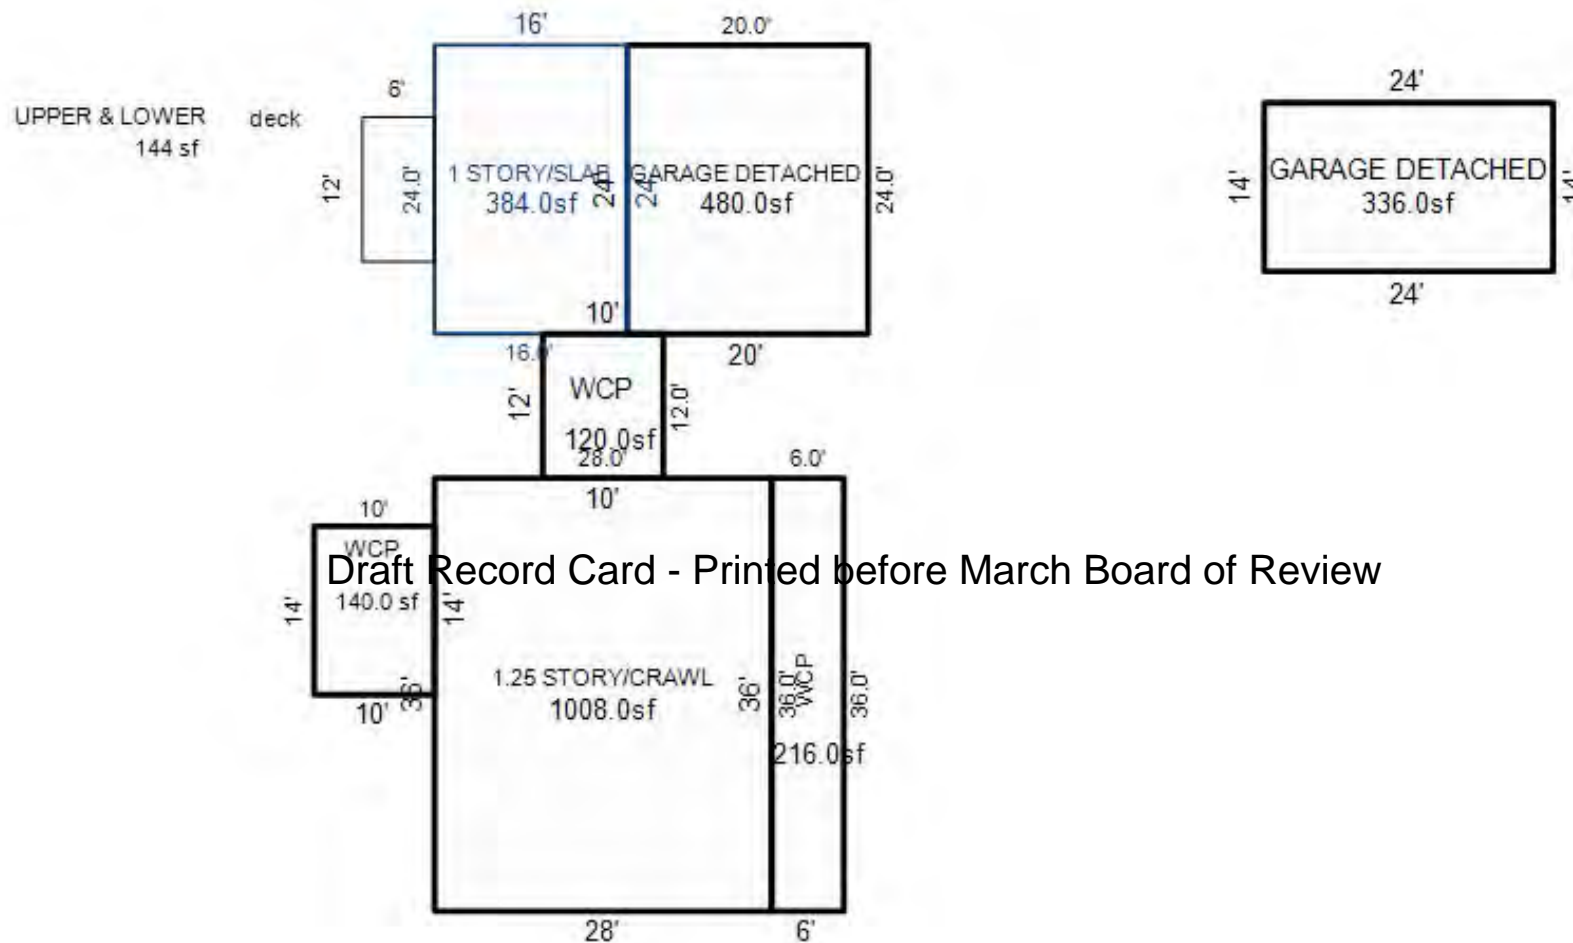 16'
20.0'
6'
24'
UPPER & LOWER deck
144 sf
12'
24.0'
1 STORY/SLAB
384.0sf
24'
24'
GARAGE DETACHED
480.0sf
24.0'
14'
GARAGE DETACHED
336.0sf
14'
24'
10'
16.0'
20'
12'
WCP
120.0sf
12.0'
28.0'
6.0'
10'
10'
WCP
140.0 sf
14'
14'
Draft Record Card - Printed before March Board of Review
10'
36'
1.25 STORY/CRAWL
1008.0sf
36'
36.0'
WCP
216.0sf
36.0'
28'
6'